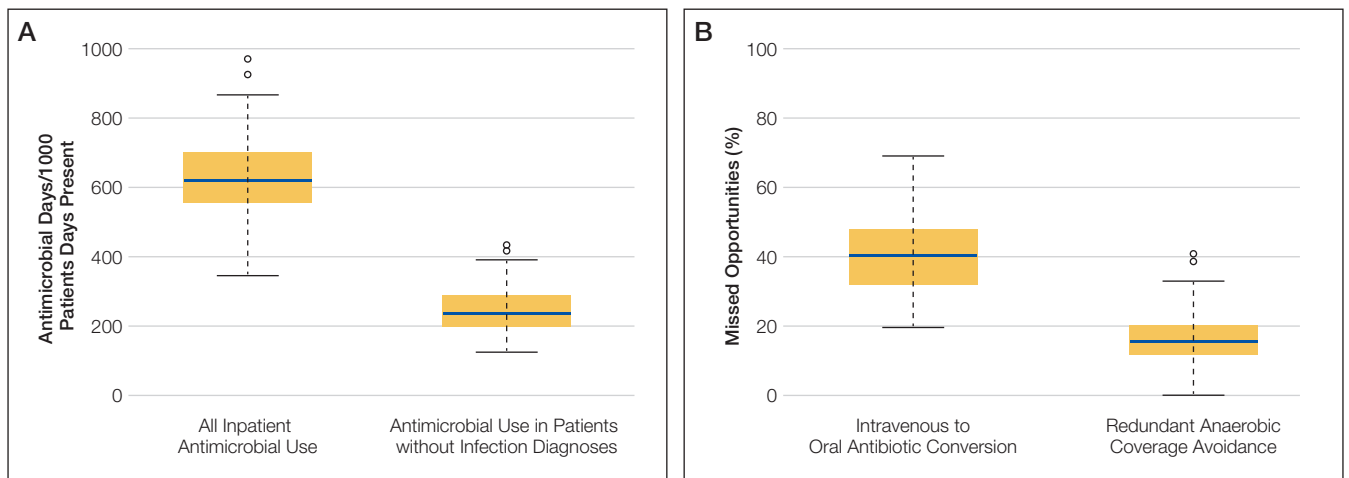 A
Antimicrobial Days/1000
Patients Days Present
1000
800
600
400
200
0
All Inpatient
Antimicrobial Use
Antimicrobial Use in Patients
without Infection Diagnoses
B
Missed Opportunities (%)
100
80
60
40
20
0
Intravenous to
Oral Antibiotic Conversion
Redundant Anaerobic
Coverage Avoidance